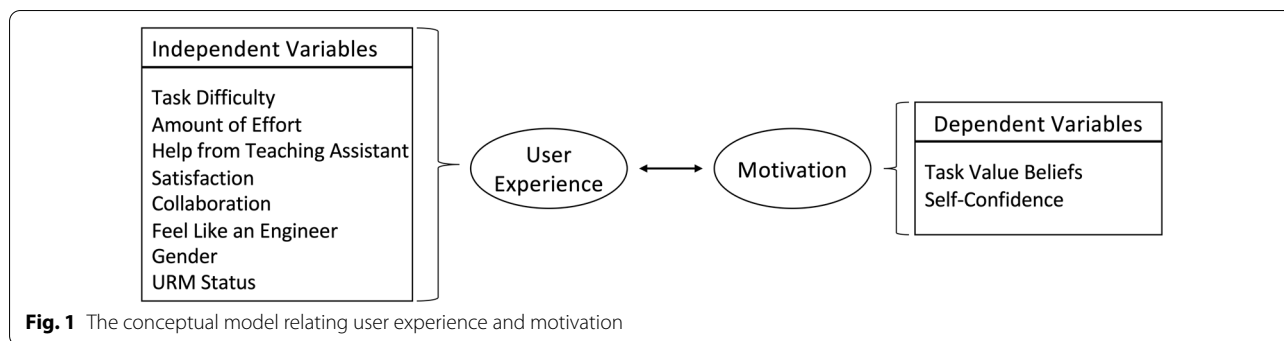 Independent Variables
Task Difficulty
Amount of Effort
Help from Teaching Assistant
Satisfaction
Collaboration
Feel Like an Engineer
Gender
URM Status
User
Experience
Motivation
Dependent Variables
Task Value Beliefs
Self-Confidence
Fig. 1 The conceptual model relating user experience and motivation